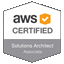 aws
CERTIFIED
Solutions Architect
Associate